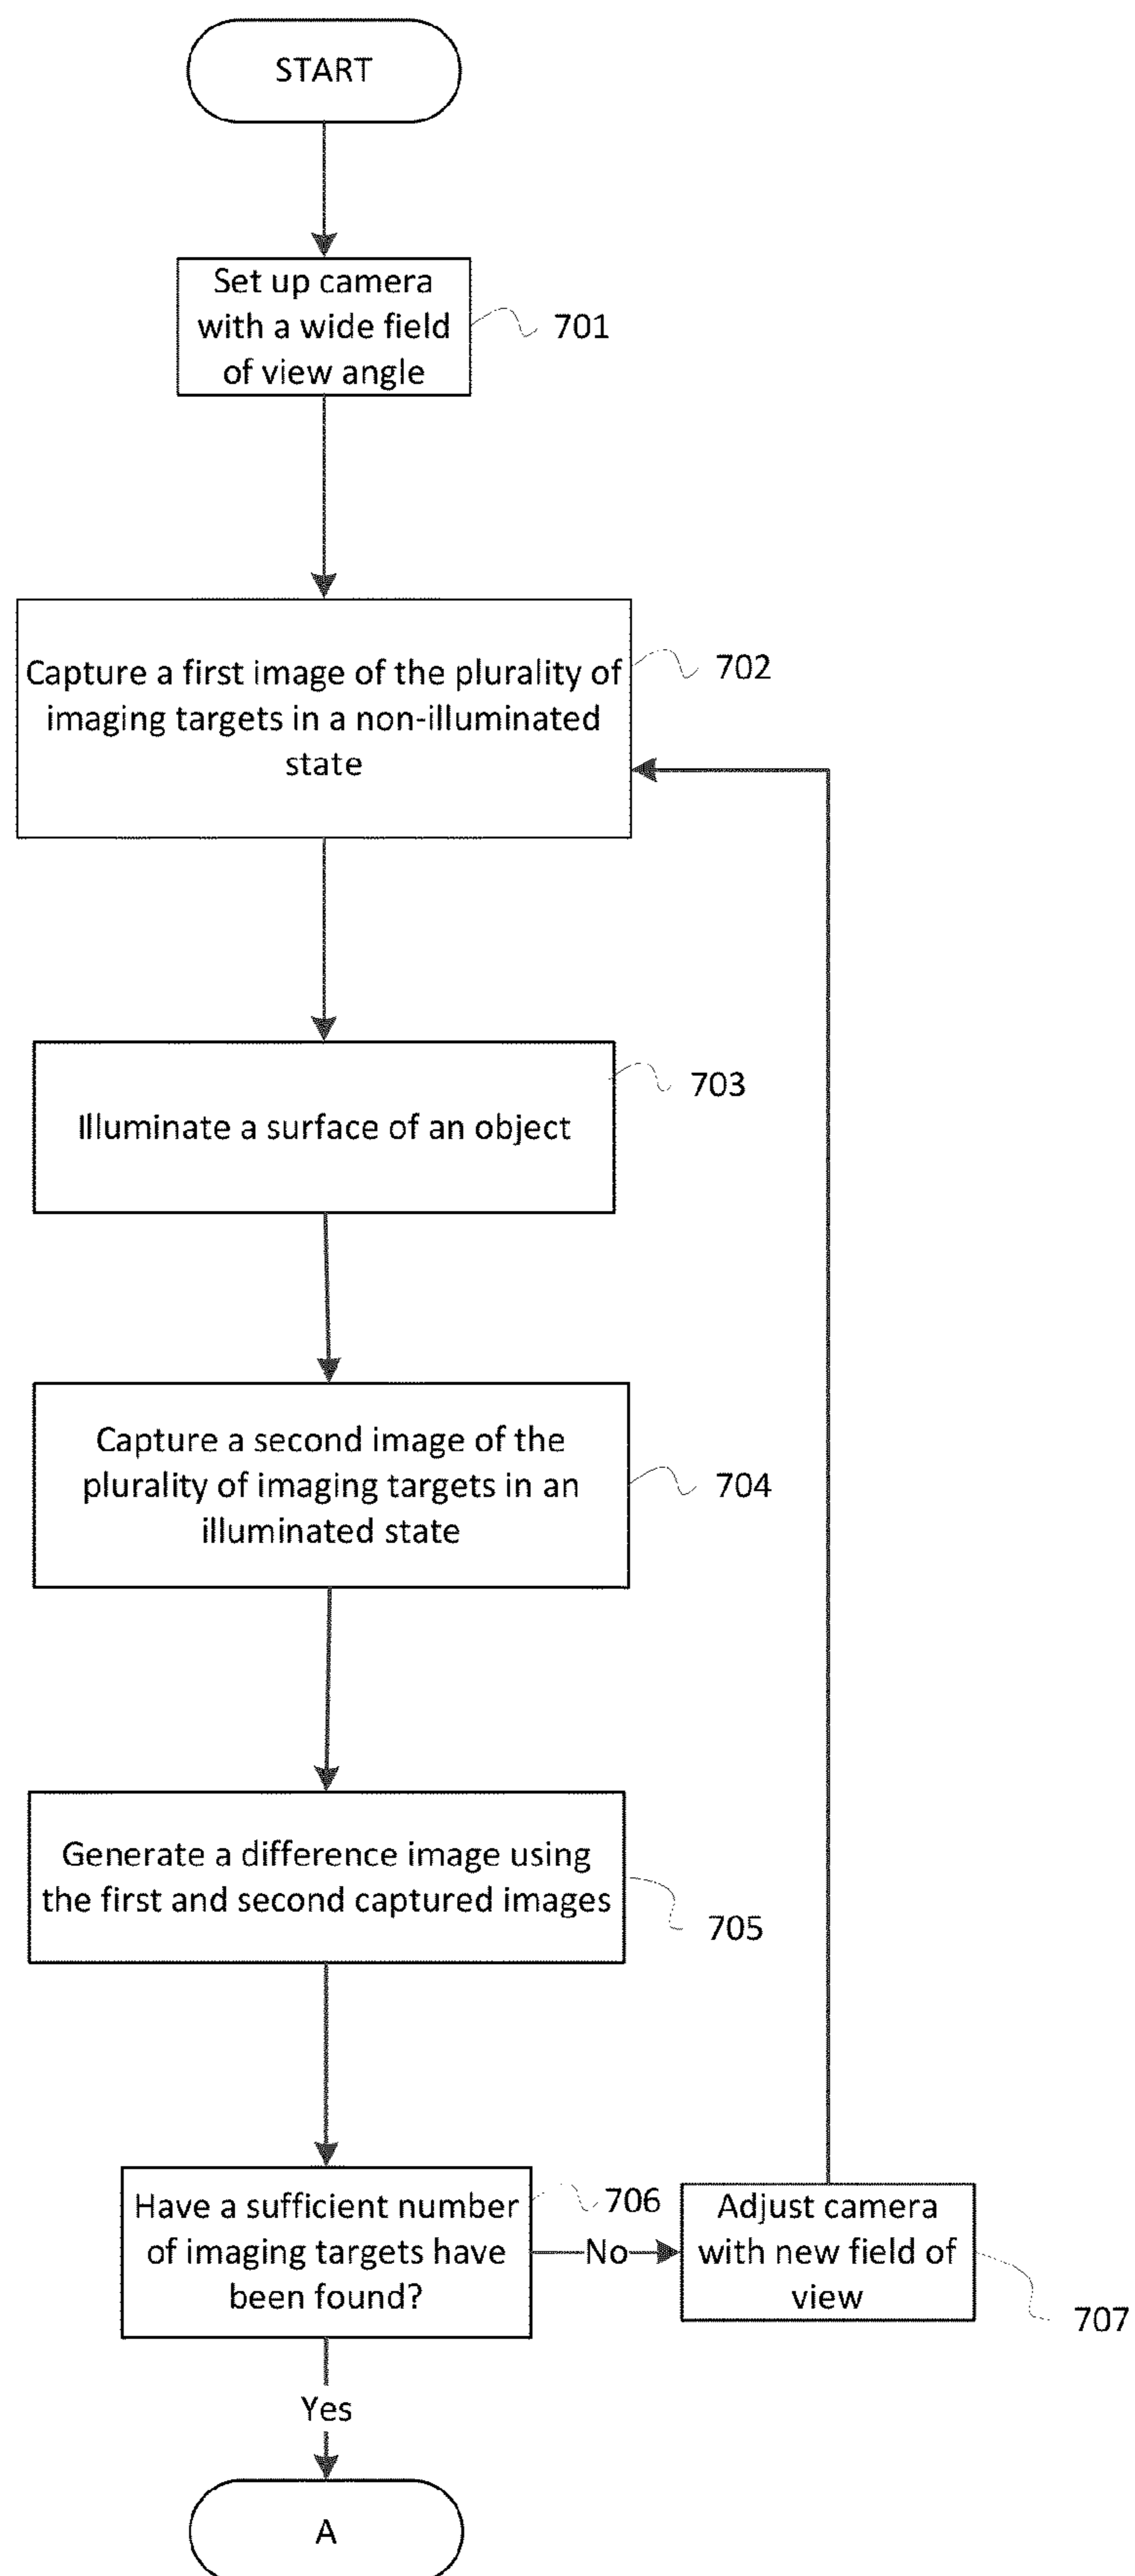 START
Set up camera
with a wide field
of view angle
701
Capture a first image of the plurality of
imaging targets in a non-illuminated
state
702
Illuminate a surface of an object
703
Capture a second image of the
plurality of imaging targets in an
illuminated state
704
Generate a difference image using
the first and second captured images
705
Have a sufficient number
of imaging targets have
been found?
706
No
Adjust camera
with new field of
view
707
Yes
A